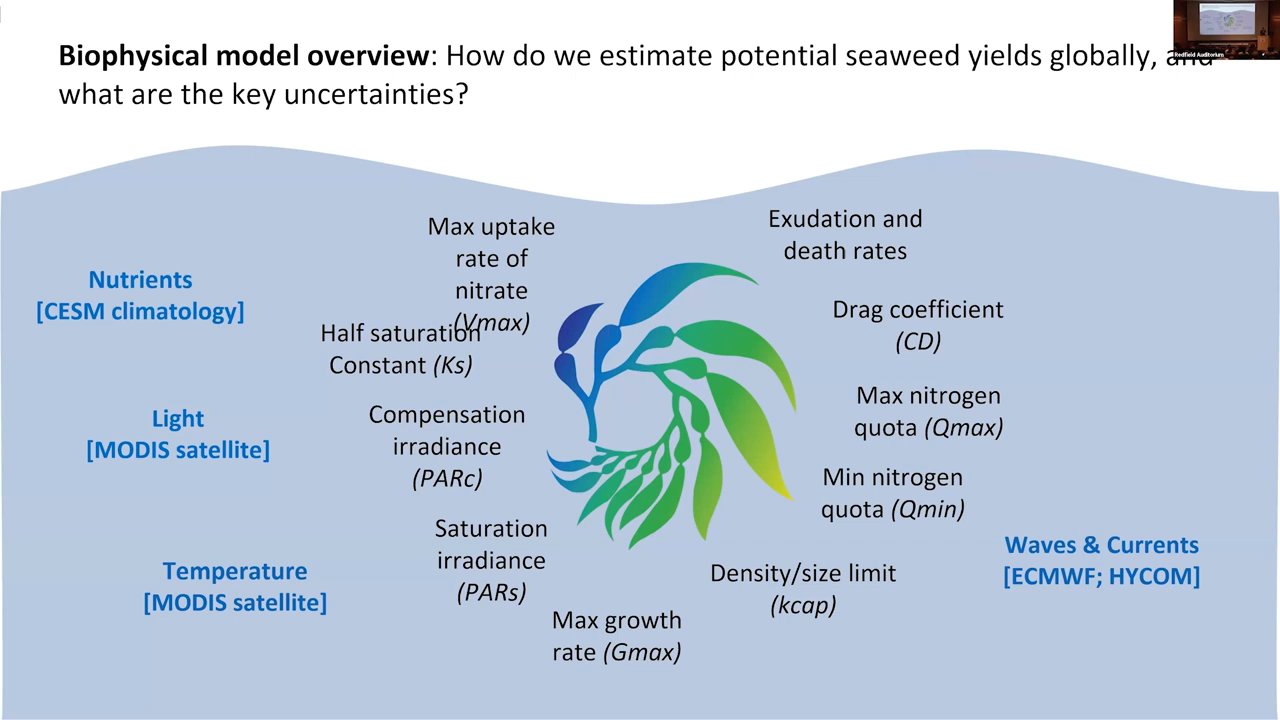 Biophysical model overview: How do we estimate potential seaweed yields globally, and
what are the key uncertainties?
Redfield Auditorium
Nutrients
[CESM climatology]
Light
[MODIS satellite]
Temperature
[MODIS satellite]
Max uptake
rate of
nitrate
(Vmax)
Half saturation
Constant (Ks)
Compensation
irradiance
(PARc)
Saturation
irradiance
(PARs)
Max growth
rate (Gmax)
Exudation and
death rates
Drag coefficient
(CD)
Max nitrogen
quota (Qmax)
Min nitrogen
quota (Qmin)
Density/size limit
(kcap)
Waves & Currents
[ECMWF; HYCOM]